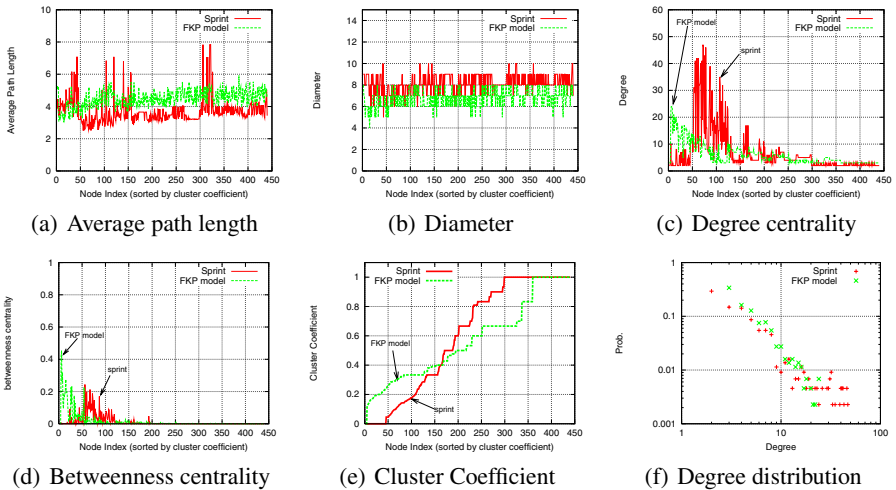 Sprint
FKP model
Average Path Length
10
8
6
4
2
0
0 50 100 150 200 250 300 350 400 450
Node Index (sorted by cluster coefficient)
(a) Average path length
Sprint
FKP model
Diameter
14
12
10
8
6
4
2
0
0 50 100 150 200 250 300 350 400 450
Node Index (sorted by cluster coefficient)
(b) Diameter
Sprint
FKP model
FKP model
sprint
Degree
60
50
40
30
20
10
0
0 50 100 150 200 250 300 350 400 450
Node Index (sorted by cluster coefficient)
(c) Degree centrality
Sprint
FKP model
FKP model
sprint
betweenness centrality
1
0.8
0.6
0.4
0.2
0
0 50 100 150 200 250 300 350 400 450
Node Index (sorted by cluster coefficient)
(d) Betweenness centrality
Sprint
FKP model
FKP model
sprint
Cluster Coefficient
1
0.8
0.6
0.4
0.2
0
0 50 100 150 200 250 300 350 400 450
Node Index (sorted by cluster coefficient)
(e) Cluster Coefficient
Sprint
FKP model
Prob.
1
0.1
0.01
0.001
1 10 100
Degree
(f) Degree distribution